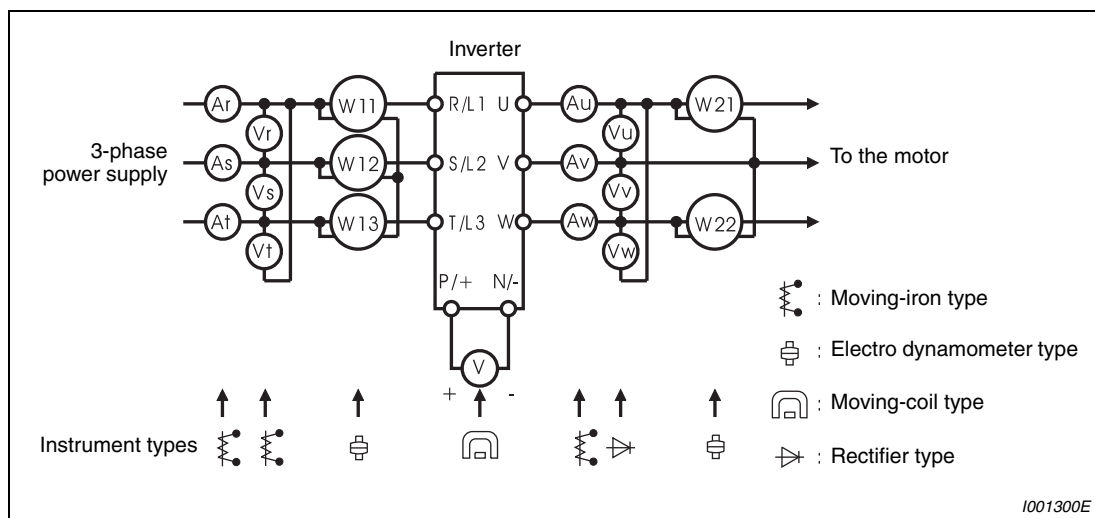 Inverter
Ar
W11
R/L1 U
Au
W21
Vr
Vu
3-phase
power supply
As
W12
S/L2 V
Av
To the motor
Vs
Vv
At
W13
T/L3 W
Aw
W22
Vt
Vw
P/+ N/-
: Moving-iron type
V
+ -
: Electro dynamometer type
: Moving-coil type
Instrument types
: Rectifier type
I001300E